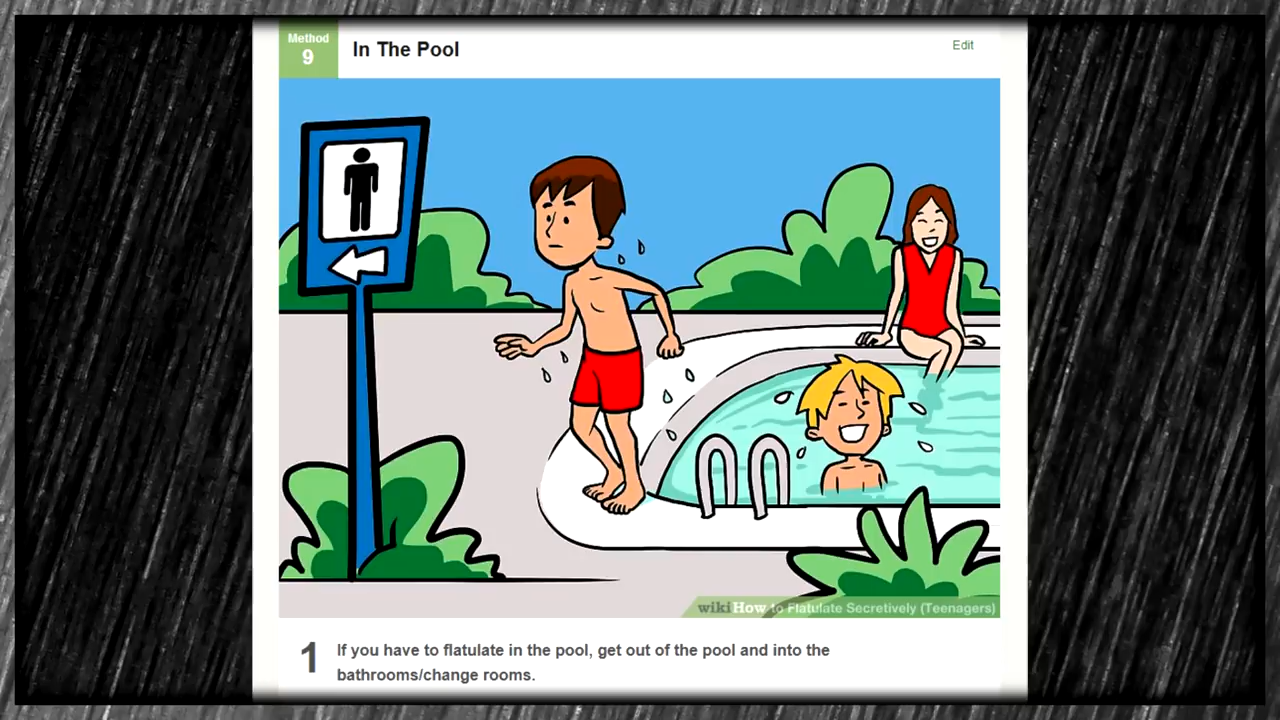 Method
9
In The Pool
Edit
wikiHow to Flatulate Secretively (Teenagers)
1
If you have to flatulate in the pool, get out of the pool and into the
bathrooms/change rooms.